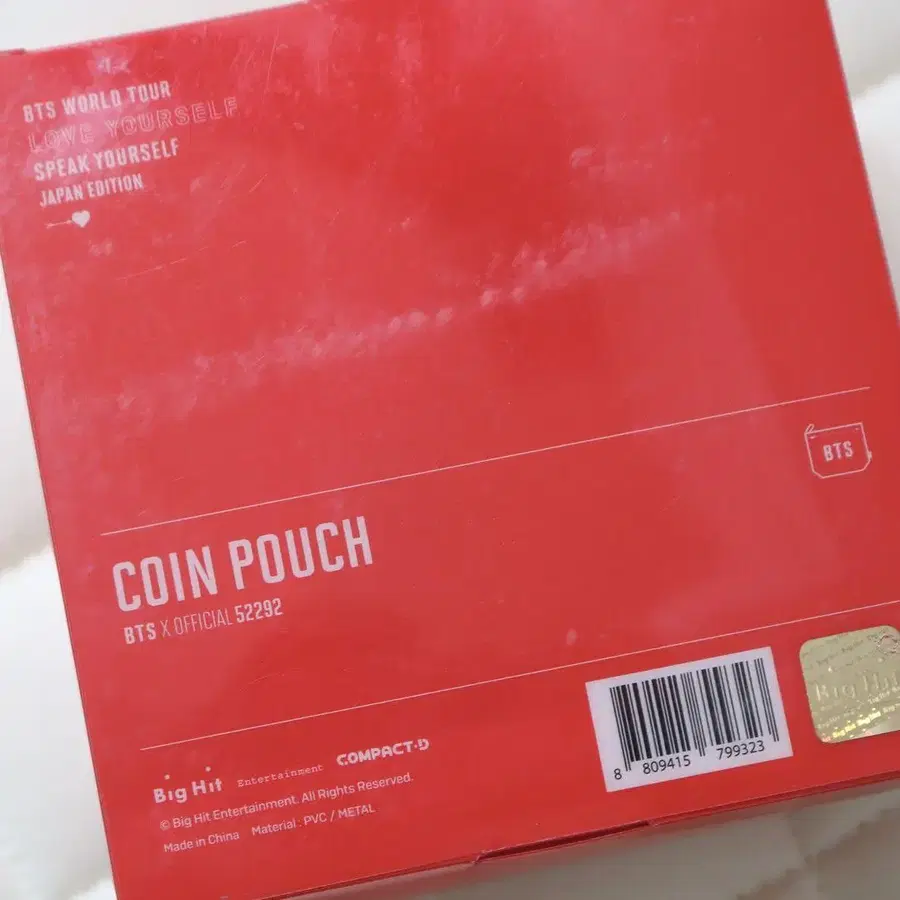 BTS WORLD TOUR
LOVE YOURSELF
SPEAK YOURSELF
JAPAN EDITION
BTS
COIN POUCH
BTS X OFFICIAL 52292
Big Hit Entertainment COMPACT·D
© Big Hit Entertainment. All Rights Reserved.
Made in China Material : PVC / METAL
8 809415 799323
Big Hit